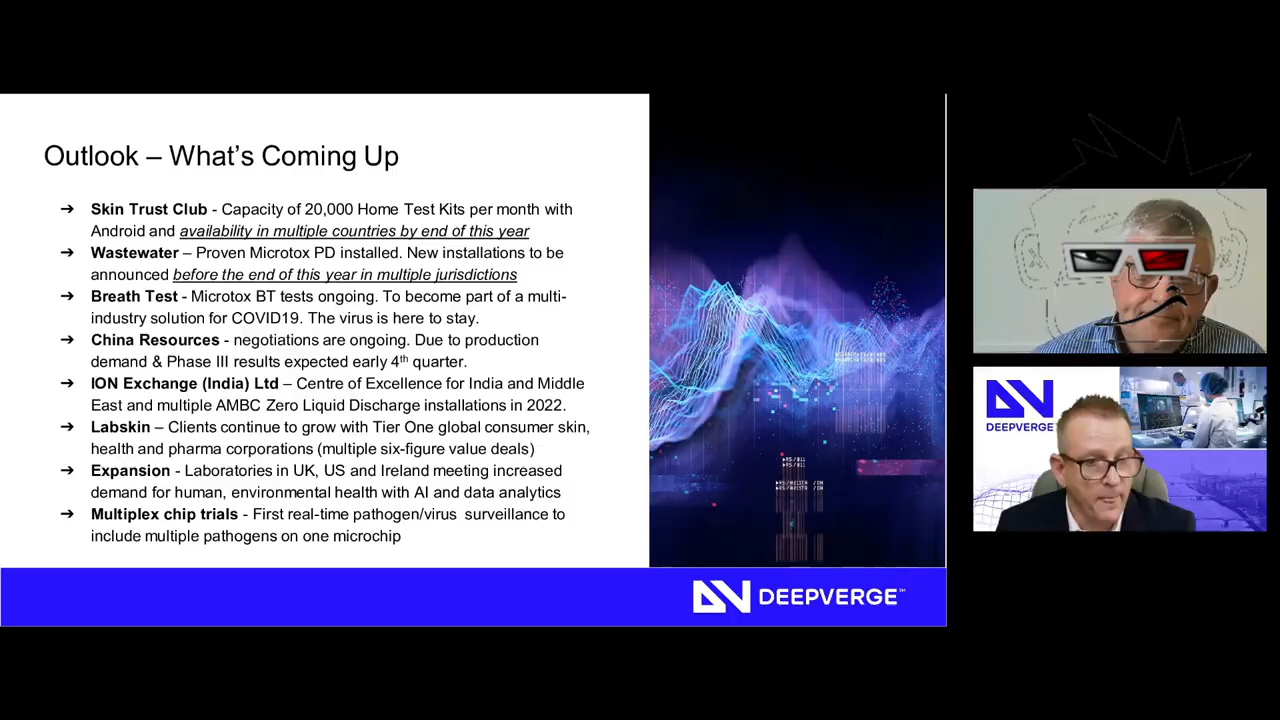 Outlook – What's Coming Up
➔ Skin Trust Club - Capacity of 20,000 Home Test Kits per month with
Android and availability in multiple countries by end of this year
➔ Wastewater – Proven Microtox PD installed. New installations to be
announced before the end of this year in multiple jurisdictions
➔ Breath Test - Microtox BT tests ongoing. To become part of a multi-
industry solution for COVID19. The virus is here to stay.
➔ China Resources - negotiations are ongoing. Due to production
demand & Phase III results expected early 4th quarter.
➔ ION Exchange (India) Ltd – Centre of Excellence for India and Middle
East and multiple AMBC Zero Liquid Discharge installations in 2022.
➔ Labskin – Clients continue to grow with Tier One global consumer skin,
health and pharma corporations (multiple six-figure value deals)
➔ Expansion - Laboratories in UK, US and Ireland meeting increased
demand for human, environmental health with AI and data analytics
➔ Multiplex chip trials - First real-time pathogen/virus surveillance to
include multiple pathogens on one microchip
DEEPVERGE™
DEEPVERGE